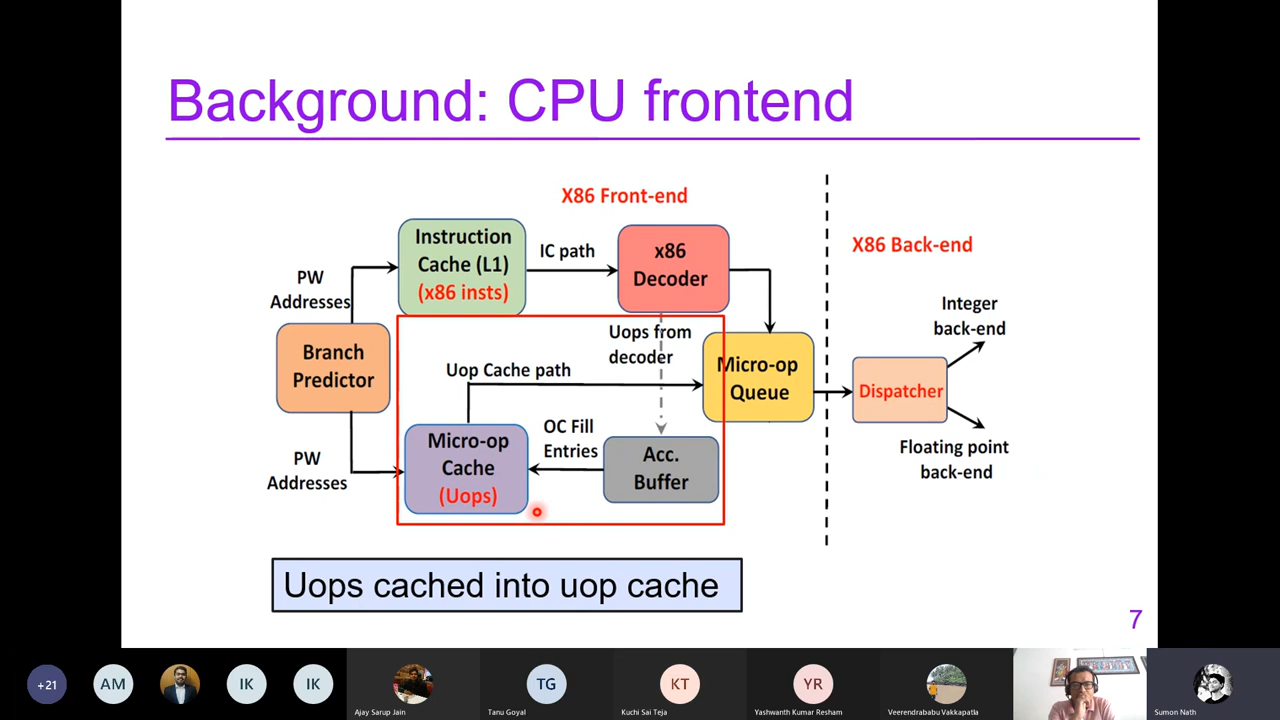 Background: CPU frontend
X86 Front-end
X86 Back-end
Instruction
Cache (L1)
(x86 insts)
IC path
x86
Decoder
PW
Addresses
Integer
back-end
Branch
Predictor
Uops from
decoder
Uop Cache path
Micro-op
Queue
Dispatcher
Floating point
back-end
PW
Addresses
Micro-op
Cache
(Uops)
OC Fill
Entries
Acc.
Buffer
Uops cached into uop cache
7
+21
AM
IK
IK
Ajay Sarup Jain
TG
Tanu Goyal
KT
Kuchi Sai Teja
YR
Yashwanth Kumar Resham
Veerendrababu Vakkapatla
Sumon Nath